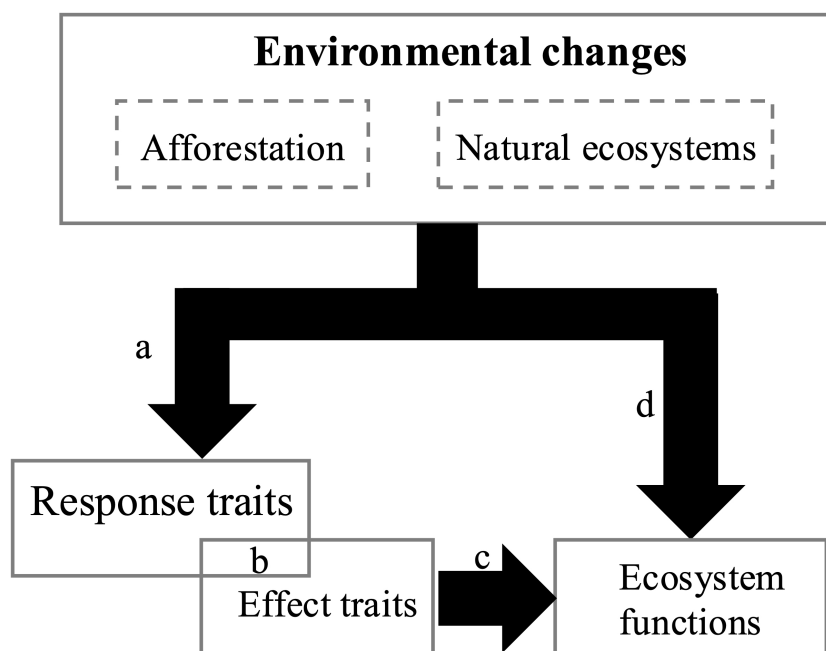 Environmental changes
Afforestation
Natural ecosystems
a
d
Response traits
b
c
Effect traits
Ecosystem
functions